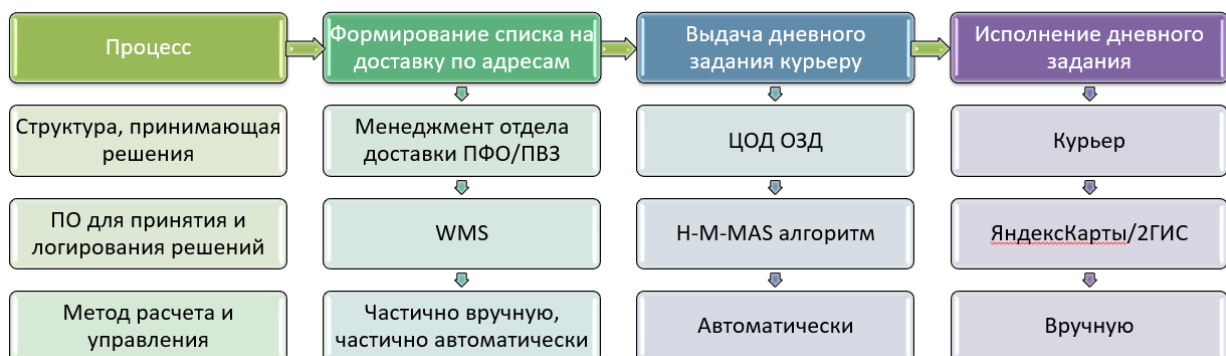 Процесс
Формирование списка на
доставку по адресам
Выдача дневного
задания курьеру
Исполнение дневного
задания
Структура, принимающая
решения
Менеджмент отдела
доставки ПФО/ПВЗ
ЦОД ОЗД
Курьер
ПО для принятия и
логирования решений
WMS
H-M-MAS алгоритм
ЯндексКарты/2ГИС
Метод расчета и
управления
Частично вручную,
частично автоматически
Автоматически
Вручную